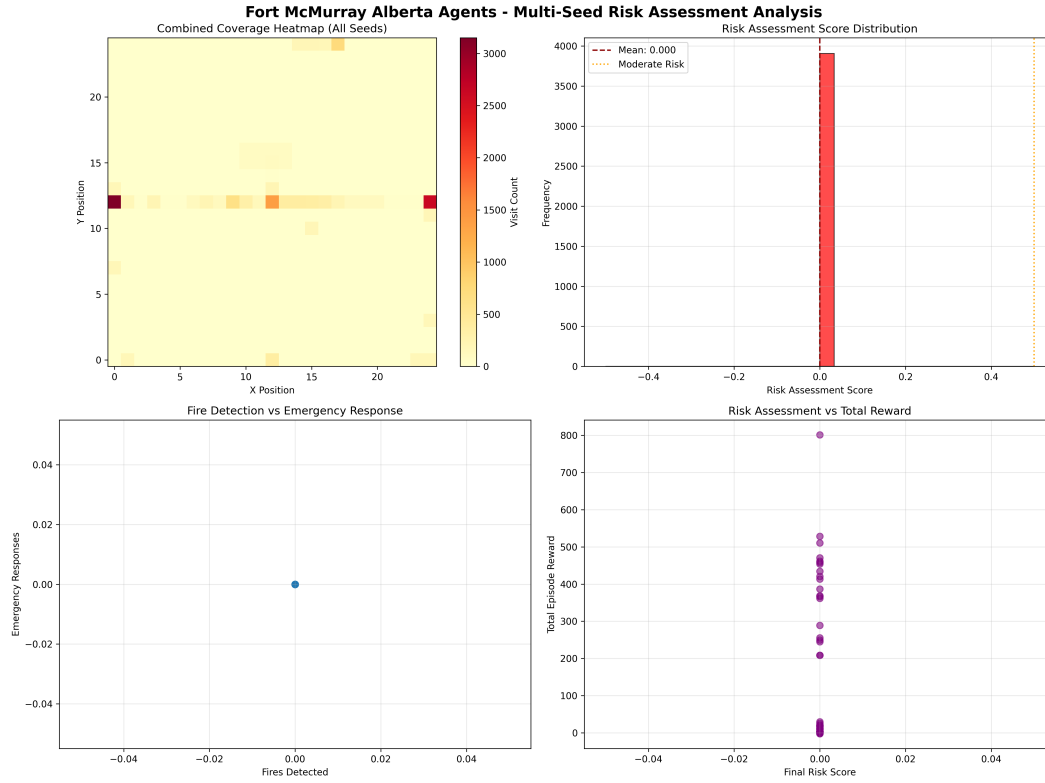 Fort McMurray Alberta Agents - Multi-Seed Risk Assessment Analysis
Combined Coverage Heatmap (All Seeds)
20
15
10
5
0
Y Position
0 5 10 15 20
X Position
3000
2500
2000
1500
1000
500
0
Visit Count
Risk Assessment Score Distribution
Mean: 0.000
Moderate Risk
4000
3500
3000
2500
2000
1500
1000
500
0
Frequency
−0.4 −0.2 0.0 0.2 0.4
Risk Assessment Score
Fire Detection vs Emergency Response
0.04
0.02
0.00
−0.02
−0.04
Emergency Responses
−0.04 −0.02 0.00 0.02 0.04
Fires Detected
Risk Assessment vs Total Reward
800
700
600
500
400
300
200
100
0
Total Episode Reward
−0.04 −0.02 0.00 0.02 0.04
Final Risk Score